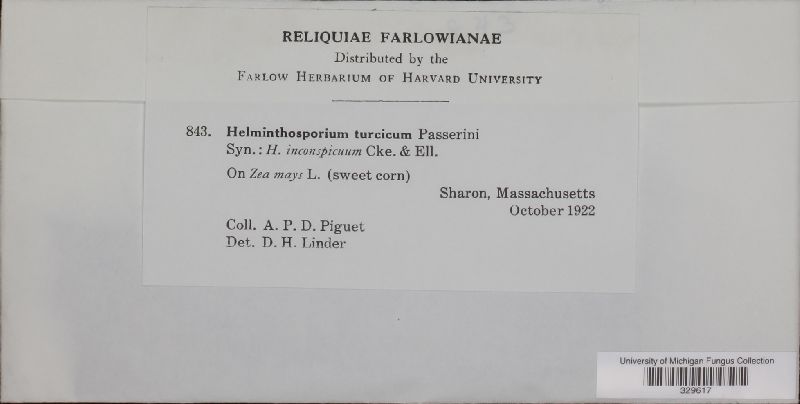 RELIQUIAE FARLOWIANAE
Distributed by the
FARLOW HERBARIUM OF HARVARD UNIVERSITY
843. Helminthosporium turcicum Passerini
Syn.: H. inconspicuum Cke. & Ell.
On Zea mays L. (sweet corn)
Sharon, Massachusetts
October 1922
Coll. A. P. D. Piguet
Det. D. H. Linder
University of Michigan Fungus Collection
329617